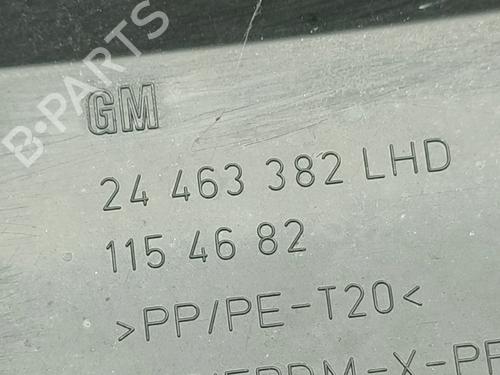 B-PARTS
GM
24 463 382 LHD
115 46 82
>PP/PE-T20<